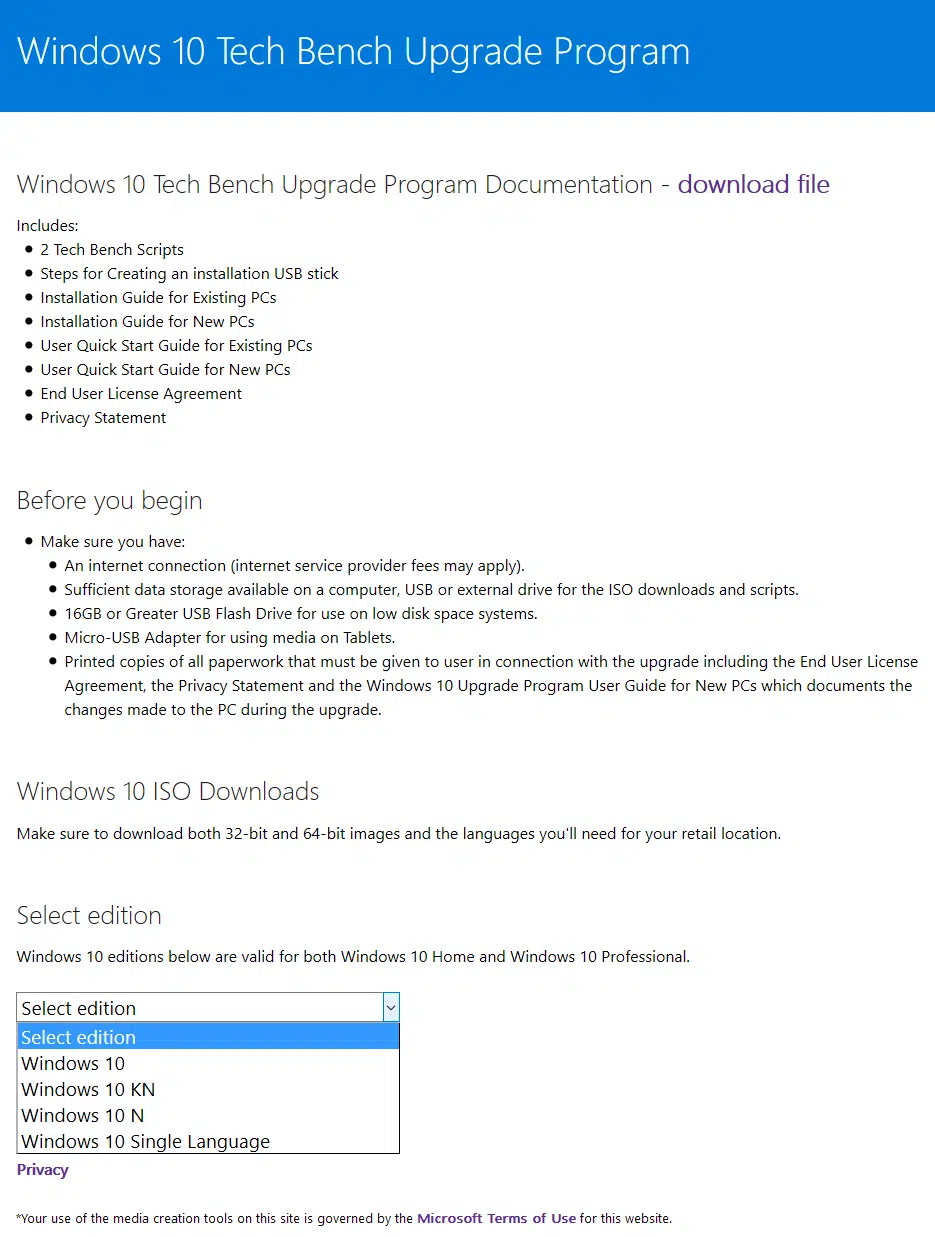 Windows 10 Tech Bench Upgrade Program
Windows 10 Tech Bench Upgrade Program Documentation - download file
Includes:
2 Tech Bench Scripts
Steps for Creating an installation USB stick
Installation Guide for Existing PCs
Installation Guide for New PCs
User Quick Start Guide for Existing PCs
User Quick Start Guide for New PCs
End User License Agreement
Privacy Statement
Before you begin
Make sure you have:
An internet connection (internet service provider fees may apply).
Sufficient data storage available on a computer, USB or external drive for the ISO downloads and scripts.
16GB or Greater USB Flash Drive for use on low disk space systems.
Micro-USB Adapter for using media on Tablets.
Printed copies of all paperwork that must be given to user in connection with the upgrade including the End User License
Agreement, the Privacy Statement and the Windows 10 Upgrade Program User Guide for New PCs which documents the
changes made to the PC during the upgrade.
Windows 10 ISO Downloads
Make sure to download both 32-bit and 64-bit images and the languages you'll need for your retail location.
Select edition
Windows 10 editions below are valid for both Windows 10 Home and Windows 10 Professional.
Select edition
Select edition
Windows 10
Windows 10 KN
Windows 10 N
Windows 10 Single Language
Privacy
*Your use of the media creation tools on this site is governed by the Microsoft Terms of Use for this website.